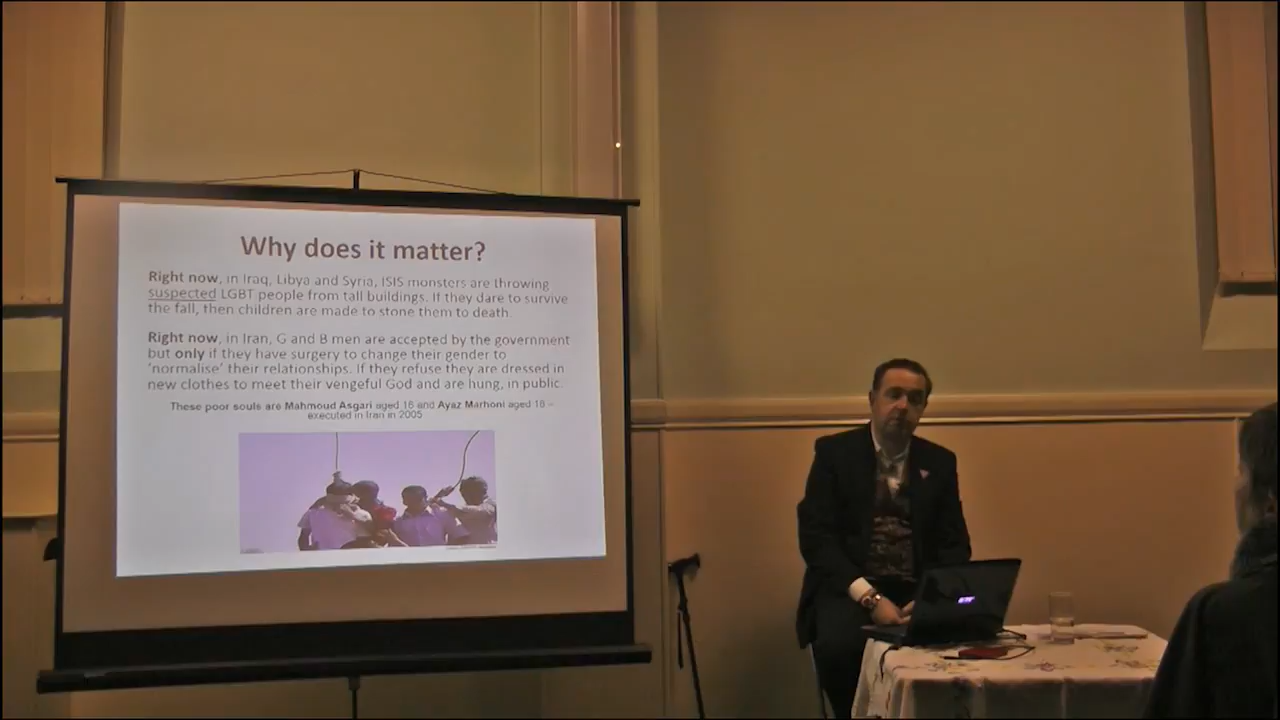 Why does it matter?
Right now, in Iraq, Libya and Syria, ISIS monsters are throwing
suspected LGBT people from tall buildings. If they dare to survive
the fall, then children are made to stone them to death.
Right now, in Iran, G and B men are accepted by the government
but only if they have surgery to change their gender to
'normalise' their relationships. If they refuse they are dressed in
new clothes to meet their vengeful God and are hung, in public.
These poor souls are Mahmoud Asgari aged 16 and Ayaz Marhoni aged 18 –
executed in Iran in 2005